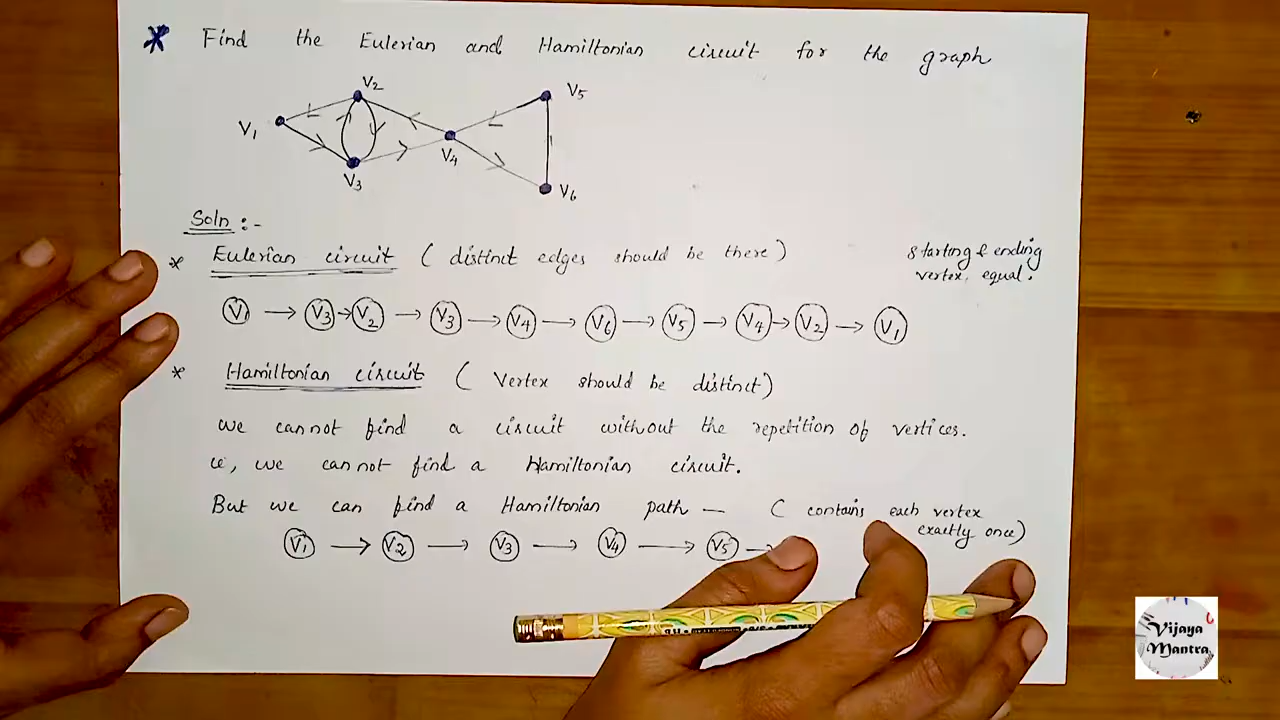 * Find the Eulerian and Hamiltonian circuit for the graph
V2
V5
V1
V4
V3
V6
Soln :-
* Eulerian circuit ( distinct edges should be there )
starting & ending
vertex equal.
V1 → V3 → V2 → V3 → V4 → V6 → V5 → V4 → V2 → V1
* Hamiltonian circuit ( Vertex should be distinct )
we cannot find a circuit without the repetition of vertices.
ie, we cannot find a Hamiltonian circuit.
But we can find a Hamiltonian path — ( contains each vertex
exactly once )
V1 → V2 → V3 → V4 → V5 →
Vijaya
Mantra